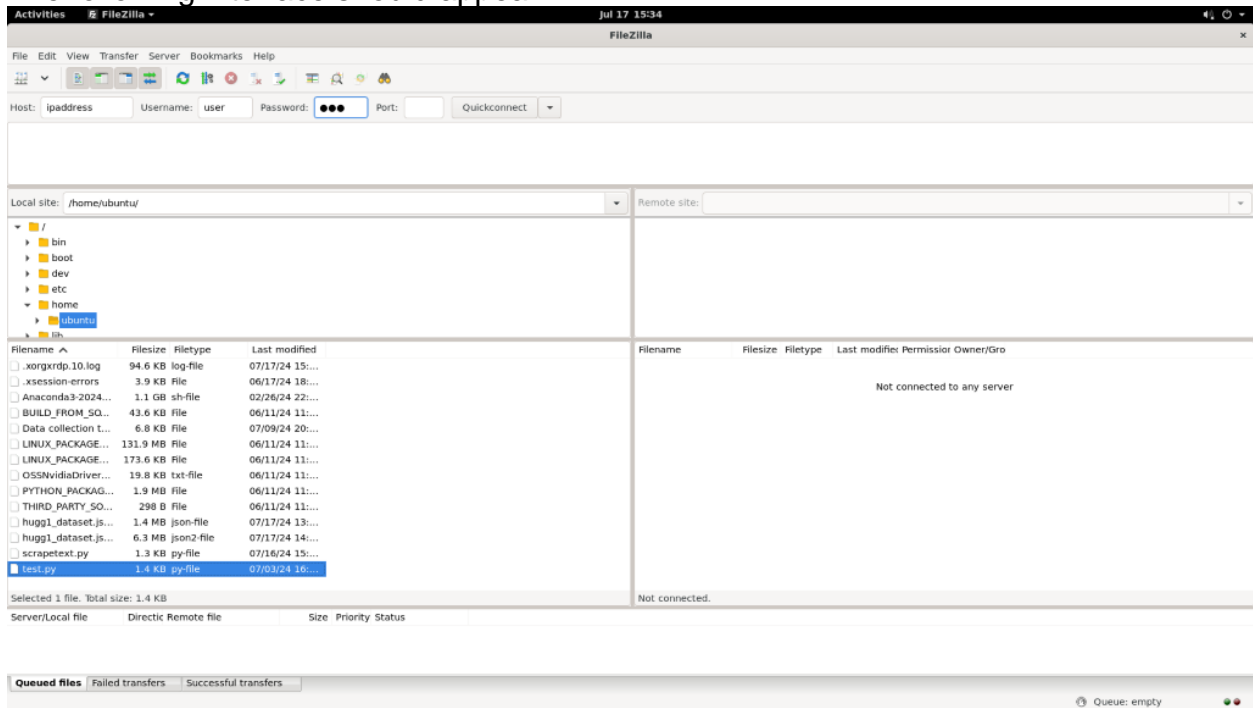 The following interface should appear
Activities FileZilla Jul 17 15:34
FileZilla
File Edit View Transfer Server Bookmarks Help
Host: ipaddress Username: user Password: ●●● Port: Quickconnect
Local site: /home/ubuntu/ Remote site:
/
bin
boot
dev
etc
home
ubuntu
lib
Filename Filesize Filetype Last modified
.xorgxrdp.10.log 94.6 KB log-file 07/17/24 15:...
.xsession-errors 3.9 KB File 06/17/24 18:...
Anaconda3-2024... 1.1 GB sh-file 02/26/24 22:...
BUILD_FROM_SO... 43.6 KB File 06/11/24 11:...
Data collection t... 6.8 KB File 07/09/24 20:...
LINUX_PACKAGE... 131.9 MB File 06/11/24 11:...
LINUX_PACKAGE... 173.6 KB File 06/11/24 11:...
OSSNvidiaDriver... 19.8 KB txt-file 06/11/24 11:...
PYTHON_PACKAG... 1.9 MB File 06/11/24 11:...
THIRD_PARTY_SO... 298 B File 06/11/24 11:...
hugg1_dataset.js... 1.4 MB json-file 07/17/24 13:...
hugg1_dataset.js... 6.3 MB json2-file 07/17/24 14:...
scrapetext.py 1.3 KB py-file 07/16/24 15:...
test.py 1.4 KB py-file 07/03/24 16:...
Selected 1 file. Total size: 1.4 KB
Filename Filesize Filetype Last modified Permission Owner/Gro
Not connected to any server
Not connected.
Server/Local file Directic Remote file Size Priority Status
Queued files Failed transfers Successful transfers
Queue: empty